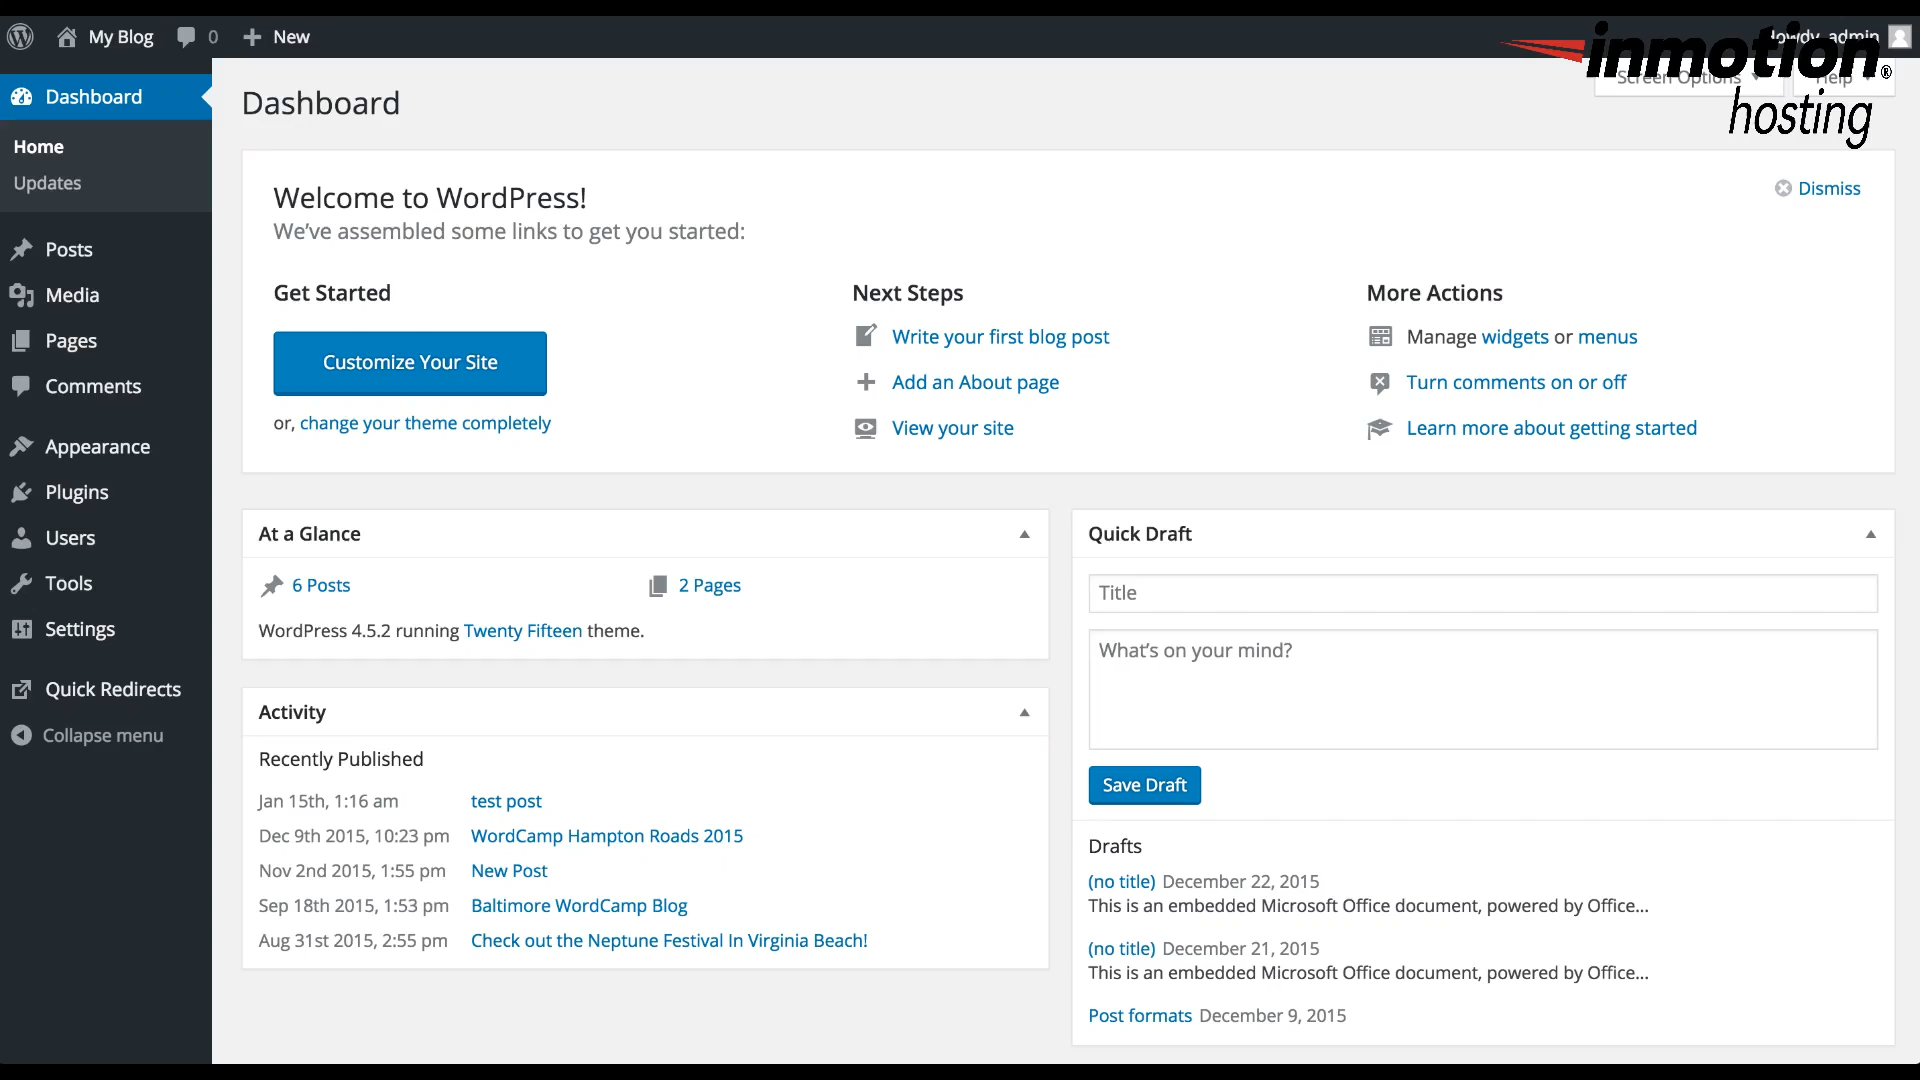 My Blog
0
New
Howdy, admin
inmotion®
hosting
Screen Options
Help
Dashboard
Home
Updates
Posts
Media
Pages
Comments
Appearance
Plugins
Users
Tools
Settings
Quick Redirects
Collapse menu
Dashboard
Welcome to WordPress!
We’ve assembled some links to get you started:
Dismiss
Get Started
Customize Your Site
or, change your theme completely
Next Steps
Write your first blog post
Add an About page
View your site
More Actions
Manage widgets or menus
Turn comments on or off
Learn more about getting started
At a Glance
6 Posts
2 Pages
WordPress 4.5.2 running Twenty Fifteen theme.
Activity
Recently Published
Jan 15th, 1:16 am test post
Dec 9th 2015, 10:23 pm WordCamp Hampton Roads 2015
Nov 2nd 2015, 1:55 pm New Post
Sep 18th 2015, 1:53 pm Baltimore WordCamp Blog
Aug 31st 2015, 2:55 pm Check out the Neptune Festival In Virginia Beach!
Quick Draft
Title
What’s on your mind?
Save Draft
Drafts
(no title) December 22, 2015
This is an embedded Microsoft Office document, powered by Office...
(no title) December 21, 2015
This is an embedded Microsoft Office document, powered by Office...
Post formats December 9, 2015